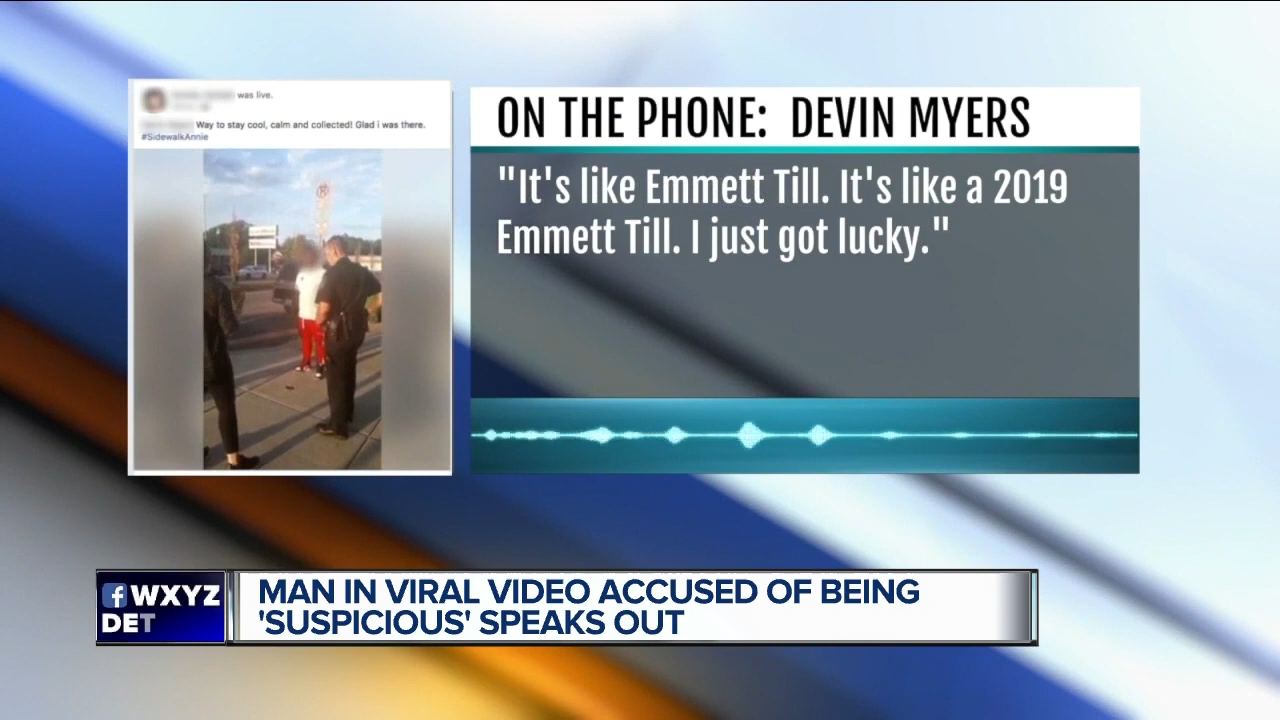 was live.
Way to stay cool, calm and collected! Glad i was there.
#SidewalkAnnie
ON THE PHONE: DEVIN MYERS
"It's like Emmett Till. It's like a 2019
Emmett Till. I just got lucky."
WXYZ
DET
MAN IN VIRAL VIDEO ACCUSED OF BEING
'SUSPICIOUS' SPEAKS OUT